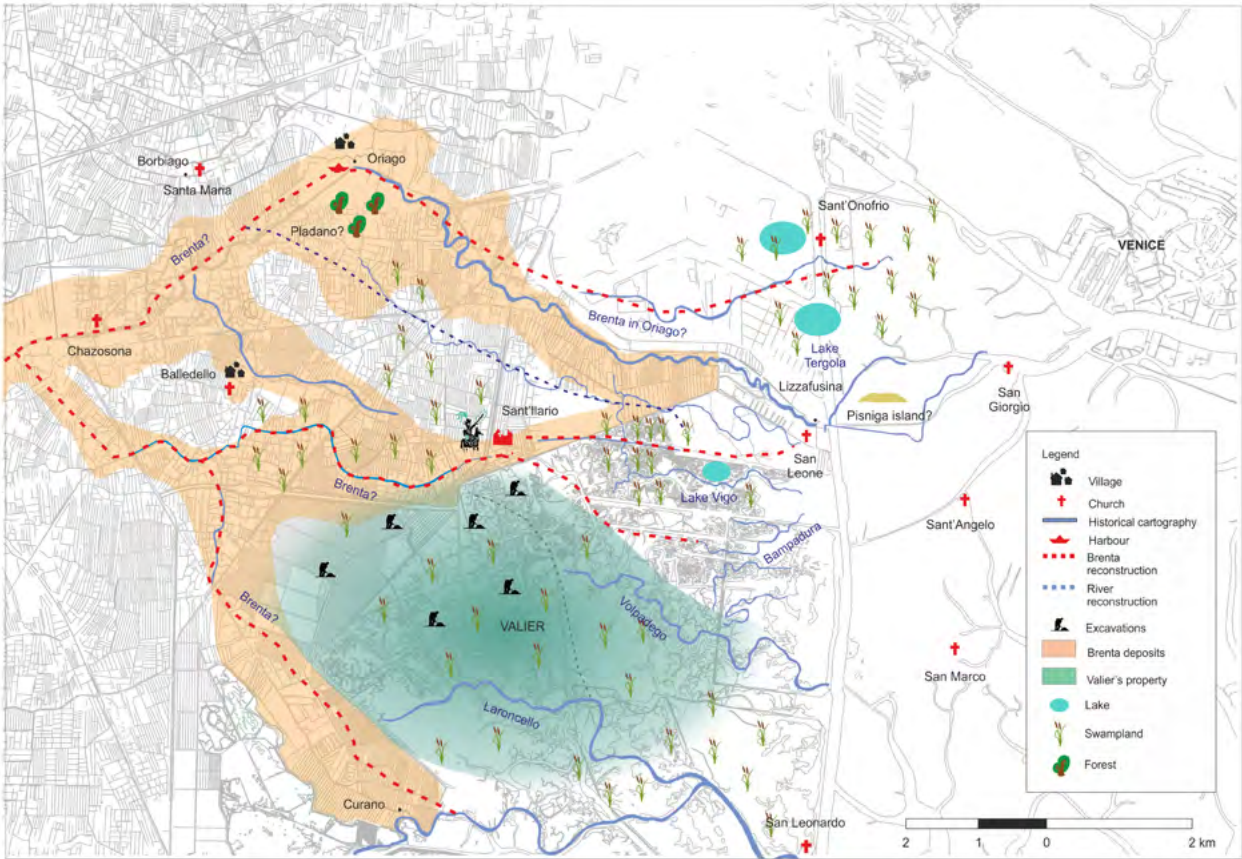 Borbiago
Santa Maria
Oriago
Pladano?
Brenta?
Chazosona
Balledello
Sant'Onofrio
VENICE
Brenta in Oriago?
Lake
Tergola
Lizzafusina
Pisniga island?
San
Giorgio
Sant'Ilario
San
Leone
Brenta?
Lake Vigo
Sant'Angelo
Bampadura
Brenta?
VALIER
Volpadego
San Marco
Laroncello
Curano
San Leonardo
Legend
Village
Church
Historical cartography
Harbour
Brenta
reconstruction
River
reconstruction
Excavations
Brenta deposits
Valier's property
Lake
Swampland
Forest
2 0 2 km